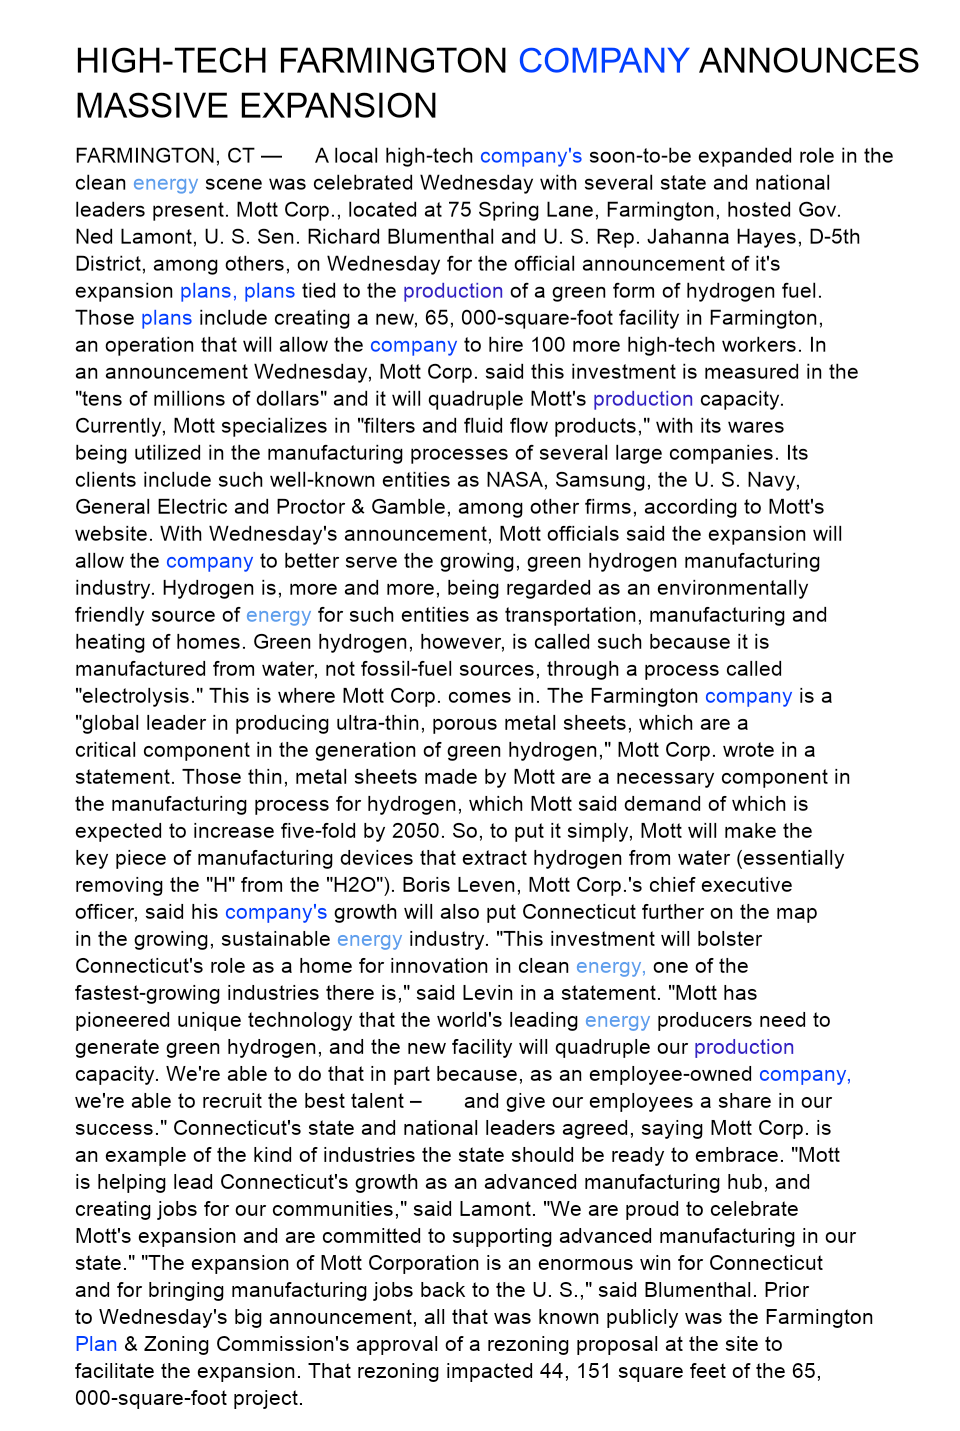 HIGH-TECH FARMINGTON COMPANY ANNOUNCES
MASSIVE EXPANSION
FARMINGTON, CT — A local high-tech company's soon-to-be expanded role in the
clean energy scene was celebrated Wednesday with several state and national
leaders present. Mott Corp., located at 75 Spring Lane, Farmington, hosted Gov.
Ned Lamont, U. S. Sen. Richard Blumenthal and U. S. Rep. Jahanna Hayes, D-5th
District, among others, on Wednesday for the official announcement of it's
expansion plans, plans tied to the production of a green form of hydrogen fuel.
Those plans include creating a new, 65, 000-square-foot facility in Farmington,
an operation that will allow the company to hire 100 more high-tech workers. In
an announcement Wednesday, Mott Corp. said this investment is measured in the
"tens of millions of dollars" and it will quadruple Mott's production capacity.
Currently, Mott specializes in "filters and fluid flow products," with its wares
being utilized in the manufacturing processes of several large companies. Its
clients include such well-known entities as NASA, Samsung, the U. S. Navy,
General Electric and Proctor & Gamble, among other firms, according to Mott's
website. With Wednesday's announcement, Mott officials said the expansion will
allow the company to better serve the growing, green hydrogen manufacturing
industry. Hydrogen is, more and more, being regarded as an environmentally
friendly source of energy for such entities as transportation, manufacturing and
heating of homes. Green hydrogen, however, is called such because it is
manufactured from water, not fossil-fuel sources, through a process called
"electrolysis." This is where Mott Corp. comes in. The Farmington company is a
"global leader in producing ultra-thin, porous metal sheets, which are a
critical component in the generation of green hydrogen," Mott Corp. wrote in a
statement. Those thin, metal sheets made by Mott are a necessary component in
the manufacturing process for hydrogen, which Mott said demand of which is
expected to increase five-fold by 2050. So, to put it simply, Mott will make the
key piece of manufacturing devices that extract hydrogen from water (essentially
removing the "H" from the "H2O"). Boris Leven, Mott Corp.'s chief executive
officer, said his company's growth will also put Connecticut further on the map
in the growing, sustainable energy industry. "This investment will bolster
Connecticut's role as a home for innovation in clean energy, one of the
fastest-growing industries there is," said Levin in a statement. "Mott has
pioneered unique technology that the world's leading energy producers need to
generate green hydrogen, and the new facility will quadruple our production
capacity. We're able to do that in part because, as an employee-owned company,
we're able to recruit the best talent – and give our employees a share in our
success." Connecticut's state and national leaders agreed, saying Mott Corp. is
an example of the kind of industries the state should be ready to embrace. "Mott
is helping lead Connecticut's growth as an advanced manufacturing hub, and
creating jobs for our communities," said Lamont. "We are proud to celebrate
Mott's expansion and are committed to supporting advanced manufacturing in our
state." "The expansion of Mott Corporation is an enormous win for Connecticut
and for bringing manufacturing jobs back to the U. S.," said Blumenthal. Prior
to Wednesday's big announcement, all that was known publicly was the Farmington
Plan & Zoning Commission's approval of a rezoning proposal at the site to
facilitate the expansion. That rezoning impacted 44, 151 square feet of the 65,
000-square-foot project.